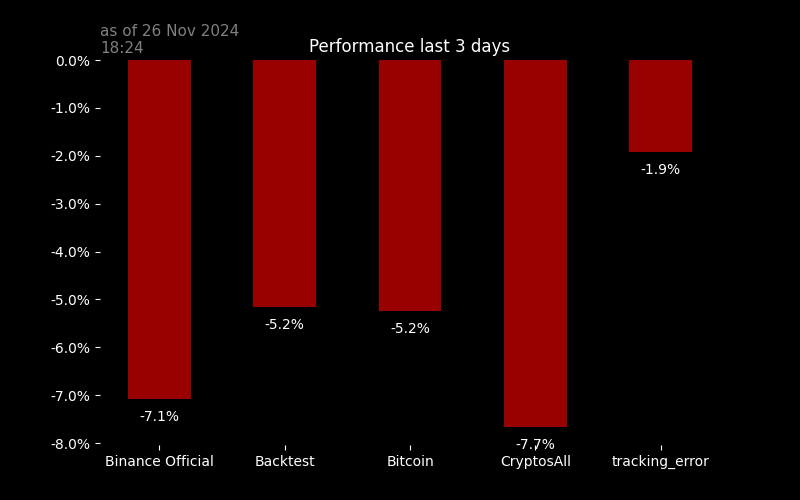 as of 26 Nov 2024
18:24
Performance last 3 days
0.0%
-1.0%
-2.0%
-3.0%
-4.0%
-5.0%
-6.0%
-7.0%
-8.0%
-7.1%
-5.2%
-5.2%
-7.7%
-1.9%
Binance Official
Backtest
Bitcoin
CryptosAll
tracking_error